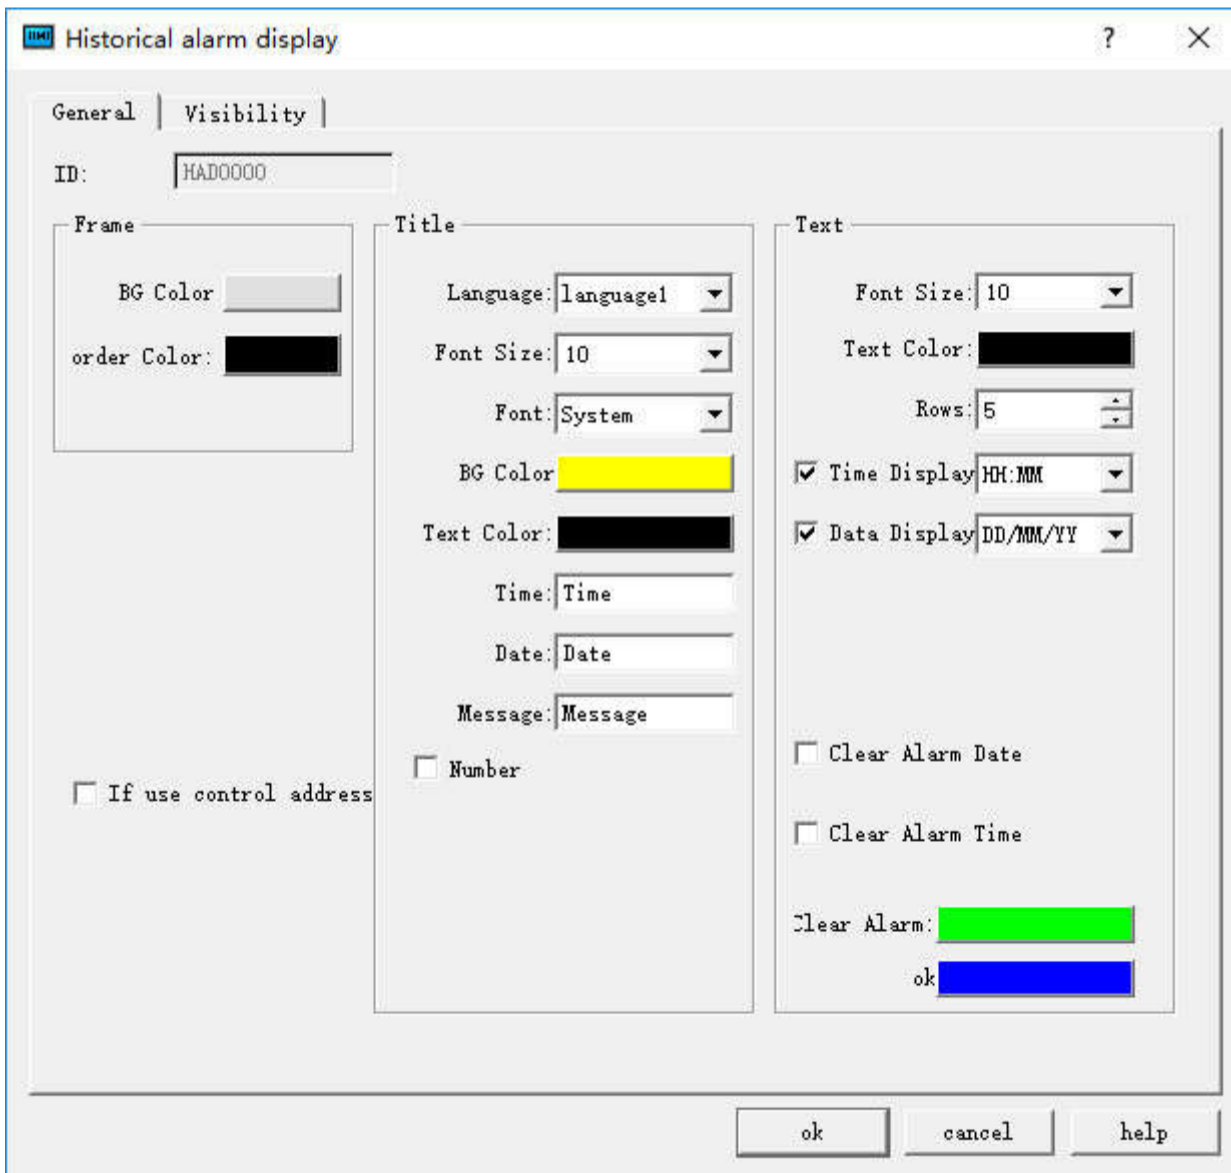 Historical alarm display
?
General
Visibility
ID:
HAD0000
Frame
BG Color
order Color:
Title
Language:
language1
Font Size:
10
Font:
System
BG Color
Text Color:
Time:
Time
Date:
Date
Message:
Message
Number
If use control address
Text
Font Size:
10
Text Color:
Rows:
5
Time Display
HH:MM
Data Display
DD/MM/YY
Clear Alarm Date
Clear Alarm Time
Clear Alarm:
ok
ok
cancel
help